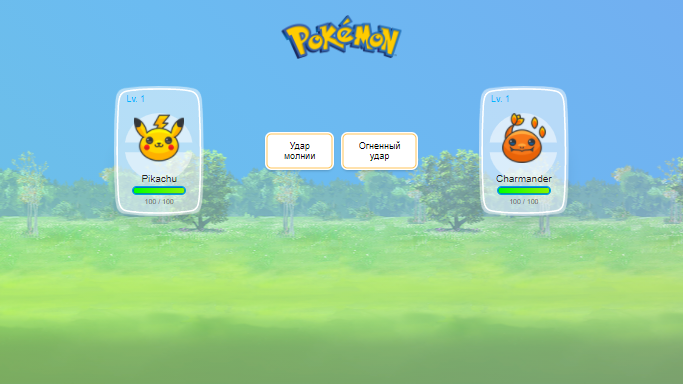 POKéMON
Lv. 1
Lv. 1
Удар
молнии
Огненный
удар
Pikachu
Charmander
100 / 100
100 / 100